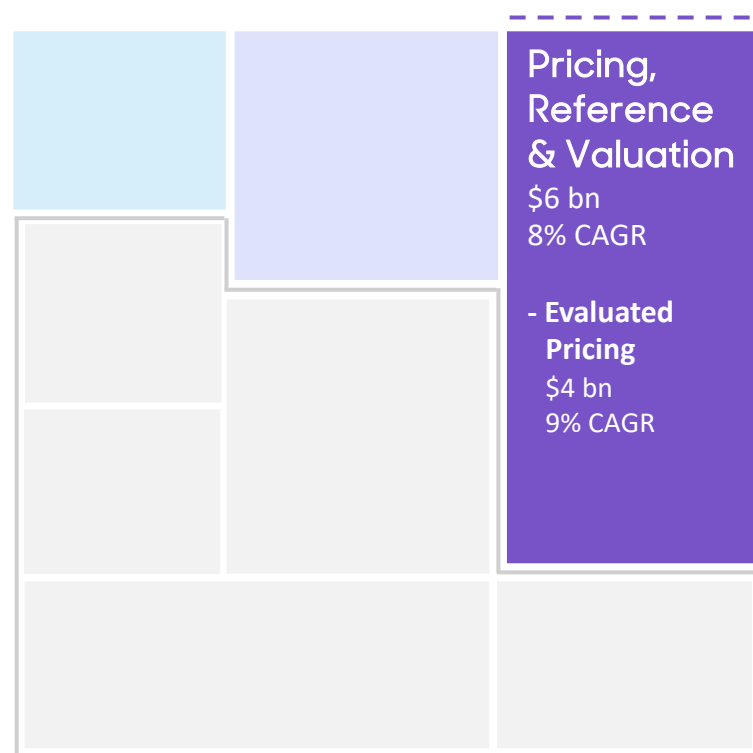 Pricing,
Reference
& Valuation
$6 bn
8% CAGR
- Evaluated
Pricing
$4 bn
9% CAGR